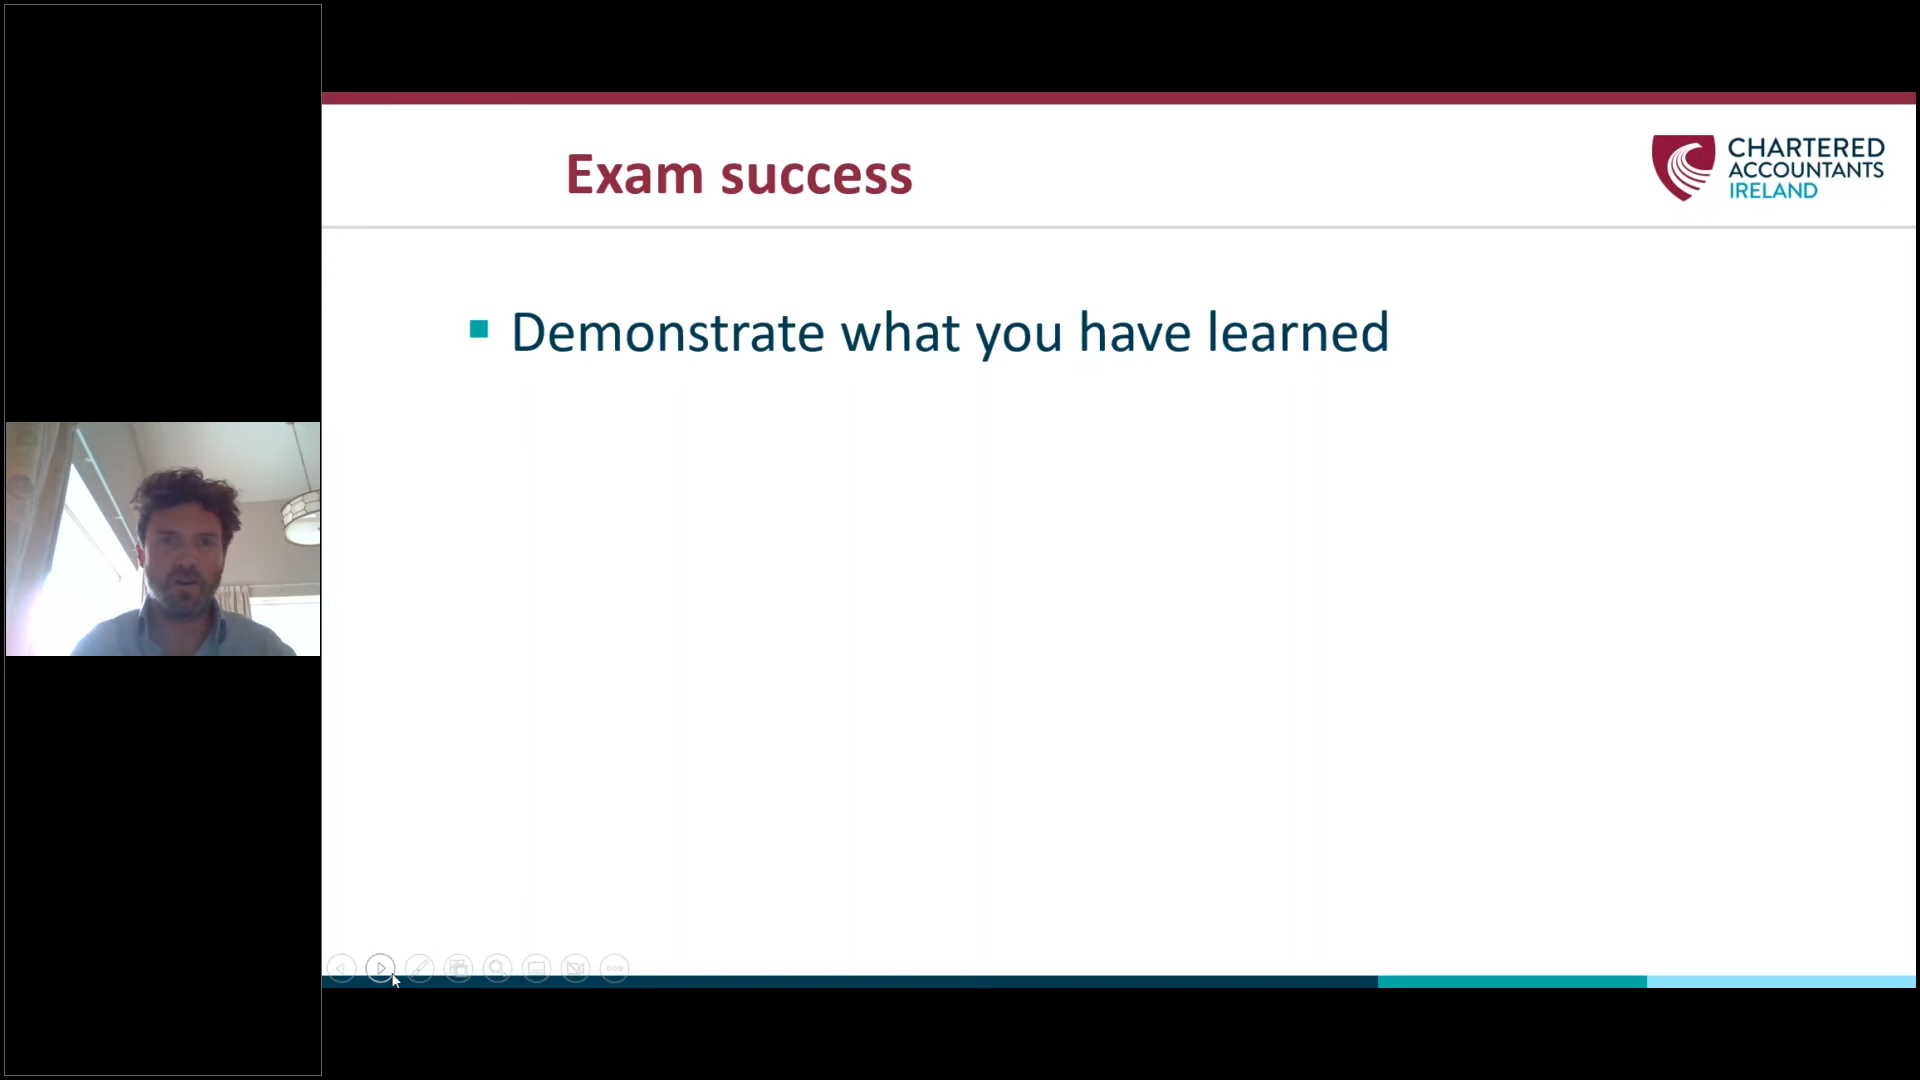 Exam success
CHARTERED
ACCOUNTANTS
IRELAND
Demonstrate what you have learned